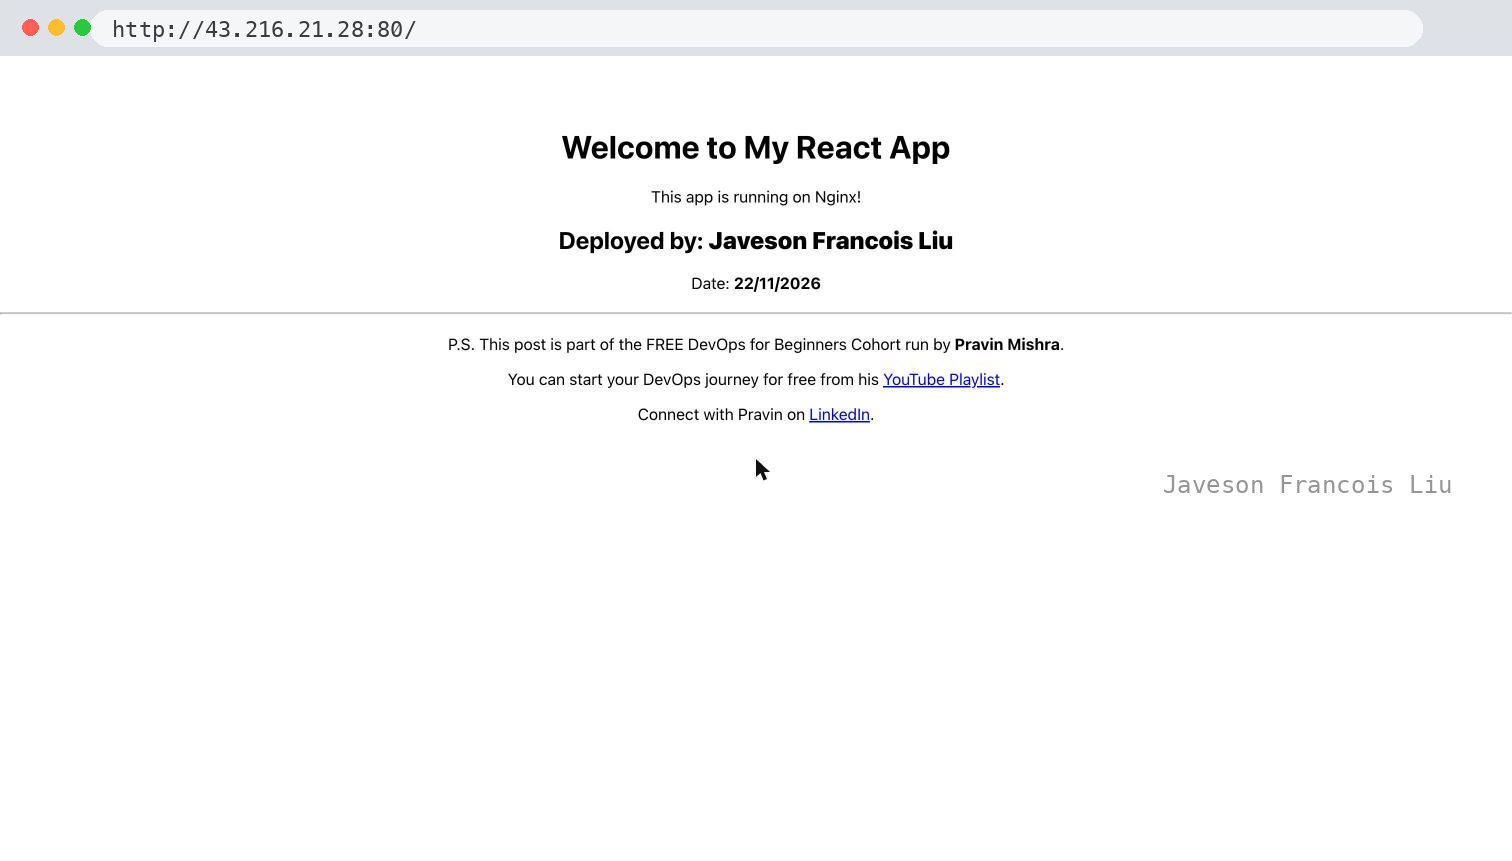 http://43.216.21.28:80/
Welcome to My React App
This app is running on Nginx!
Deployed by: Javeson Francois Liu
Date: 22/11/2026
P.S. This post is part of the FREE DevOps for Beginners Cohort run by Pravin Mishra.
You can start your DevOps journey for free from his YouTube Playlist.
Connect with Pravin on LinkedIn.
Javeson Francois Liu